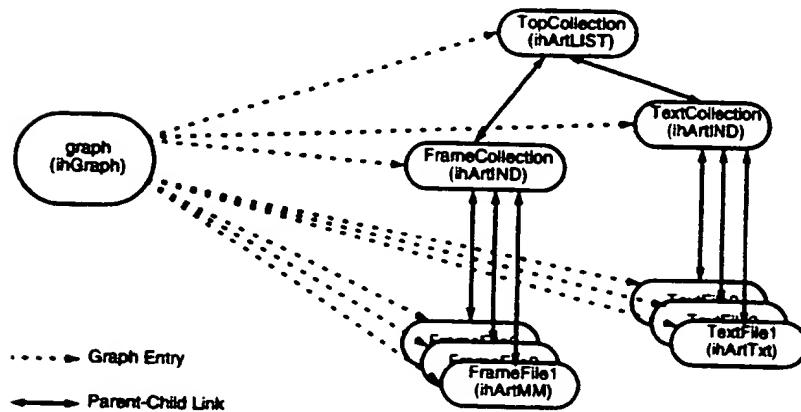 TopCollection
(ihArtLIST)
TextCollection
(ihArtIND)
graph
(ihGraph)
FrameCollection
(ihArtIND)
TextFile1
(ihArtTxt)
FrameFile1
(ihArtMM)
Graph Entry
Parent-Child Link